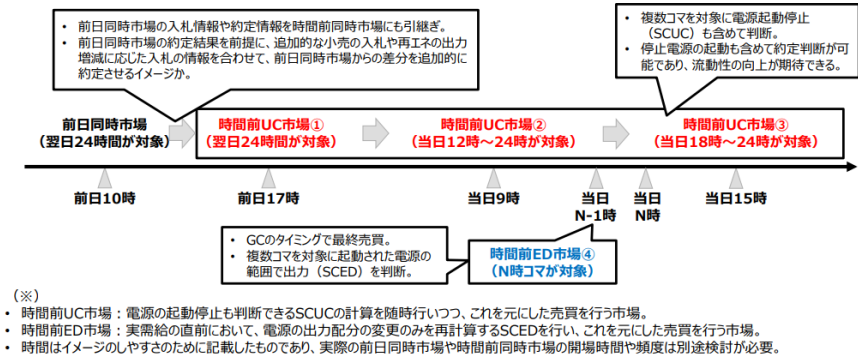 • 前日同時市場の入札情報や約定情報を時間前同時市場にも引継ぎ。
• 前日同時市場の約定結果を前提に、追加的な小売の入札や再エネの出力
増減に応じた入札の情報を合わせて、前日同時市場からの差分を追加的に
約定させるイメージか。
• 複数コマを対象に電源起動停止
（SCUC）も含めて判断。
• 停止電源の起動も含めて約定判断が可
能であり、流動性の向上が期待できる。
前日同時市場
（翌日24時間が対象）
時間前UC市場①
（翌日24時間が対象）
時間前UC市場②
（当日12時～24時が対象）
時間前UC市場③
（当日18時～24時が対象）
前日10時
前日17時
当日9時
当日
N-1時
当日
N時
当日15時
• GCのタイミングで最終売買。
• 複数コマを対象に起動された電源の
範囲で出力（SCED）を判断。
時間前ED市場④
（N時コマが対象）
（※）
• 時間前UC市場：電源の起動停止も判断できるSCUCの計算を随時行いつつ、これを元にした売買を行う市場。
• 時間前ED市場：実需給の直前において、電源の出力配分の変更のみを再計算するSCEDを行い、これを元にした売買を行う市場。
• 時間はイメージのしやすさのために記載したものであり、実際の前日同時市場や時間前同時市場の開場時間や頻度は別途検討が必要。